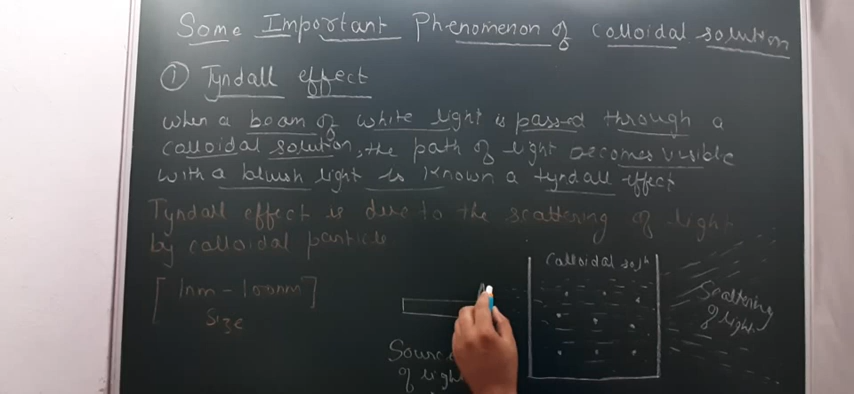 Some Important Phenomenon of colloidal solution
① Tyndall effect
when a beam of white light is passed through a
colloidal solution, the path of light becomes visible
with a bluish light is known a tyndall effect
Tyndall effect is due to the scattering of light
by colloidal particle
[1nm - 100nm]
Size
Colloidal
Source
of light
Scattering
of light